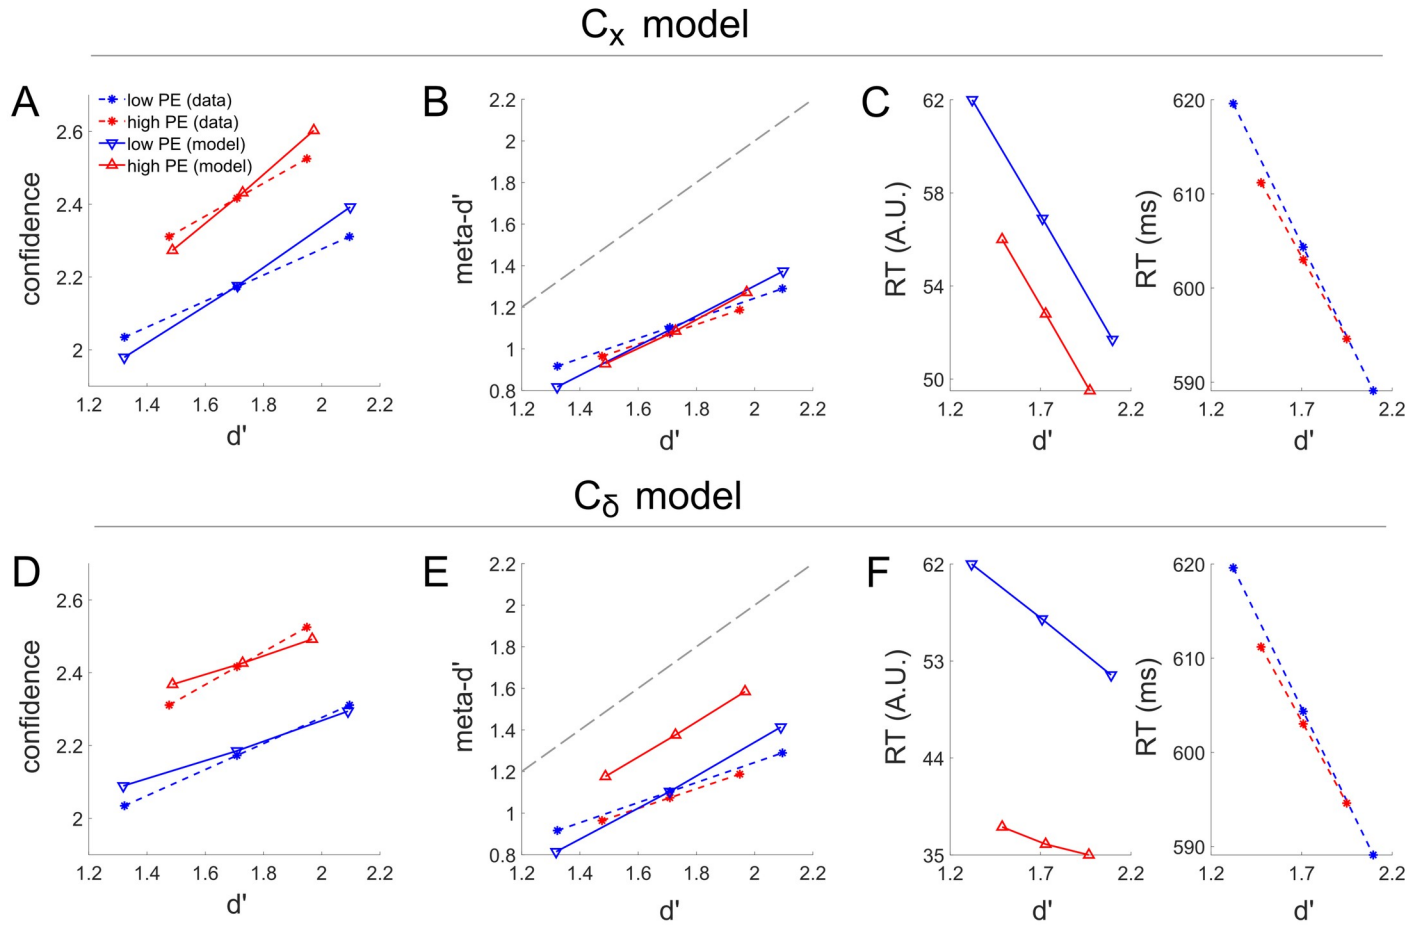 Cx model
A
low PE (data)
high PE (data)
low PE (model)
high PE (model)
confidence
2.6
2.4
2.2
2
1.2 1.4 1.6 1.8 2 2.2
d'
B
meta-d'
2.2
2
1.8
1.6
1.4
1.2
1
0.8
1.2 1.4 1.6 1.8 2 2.2
d'
C
RT (A.U.)
62
58
54
50
1.2 1.7 2.2
d'
RT (ms)
620
610
600
590
1.2 1.7 2.2
d'
Cδ model
D
confidence
2.6
2.4
2.2
2
1.2 1.4 1.6 1.8 2 2.2
d'
E
meta-d'
2.2
2
1.8
1.6
1.4
1.2
1
0.8
1.2 1.4 1.6 1.8 2 2.2
d'
F
RT (A.U.)
62
53
44
35
1.2 1.7 2.2
d'
RT (ms)
620
610
600
590
1.2 1.7 2.2
d'